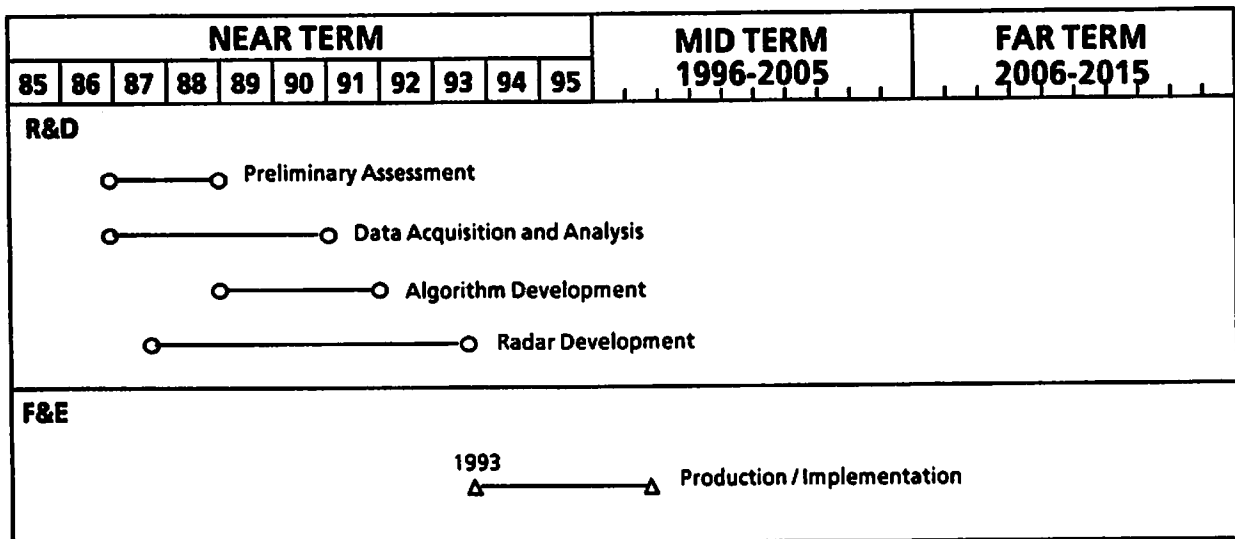 NEAR TERM
MID TERM
1996-2005
FAR TERM
2006-2015
85 86 87 88 89 90 91 92 93 94 95
R&D
Preliminary Assessment
Data Acquisition and Analysis
Algorithm Development
Radar Development
F&E
1993
Production / Implementation